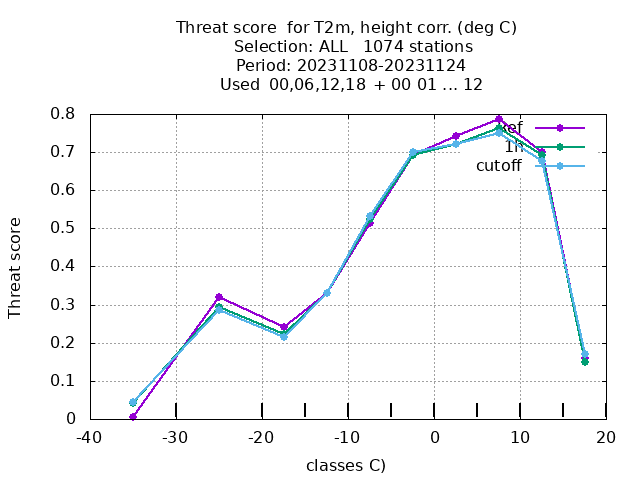 Threat score  for T2m, height corr. (deg C)
Selection: ALL   1074 stations
Period: 20231108-20231124
Used  00,06,12,18  + 00 01 ... 12
0.8
0.7
0.6
0.5
0.4
0.3
0.2
0.1
0
-40
-30
-20
-10
0
10
20
Threat score
classes C)
ref
1h
cutoff